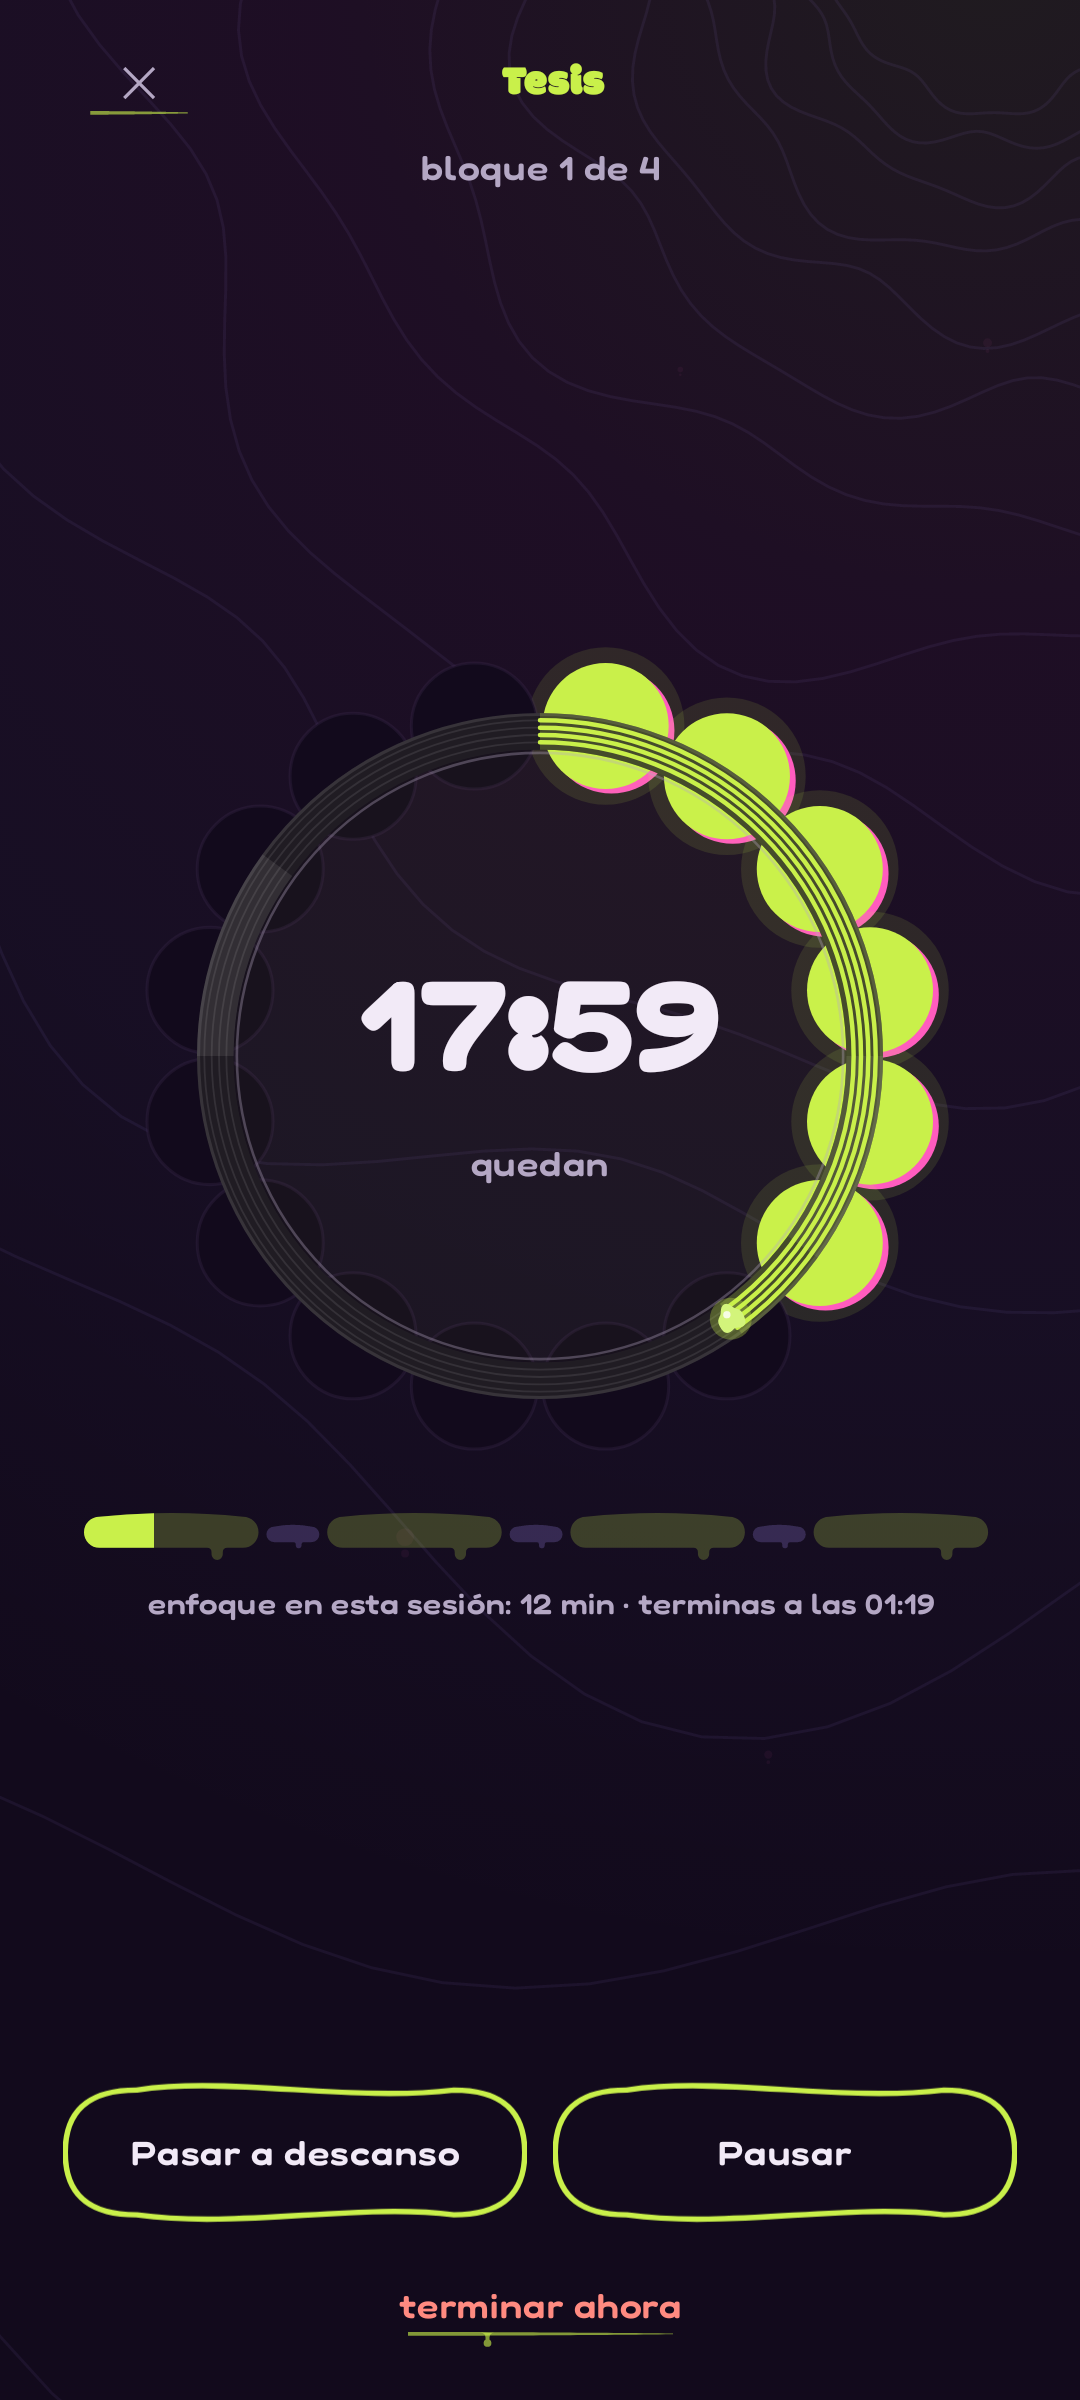 Tesis
bloque 1 de 4
17:59
quedan
enfoque en esta sesión: 12 min · terminas a las 01:19
Pasar a descanso
Pausar
terminar ahora